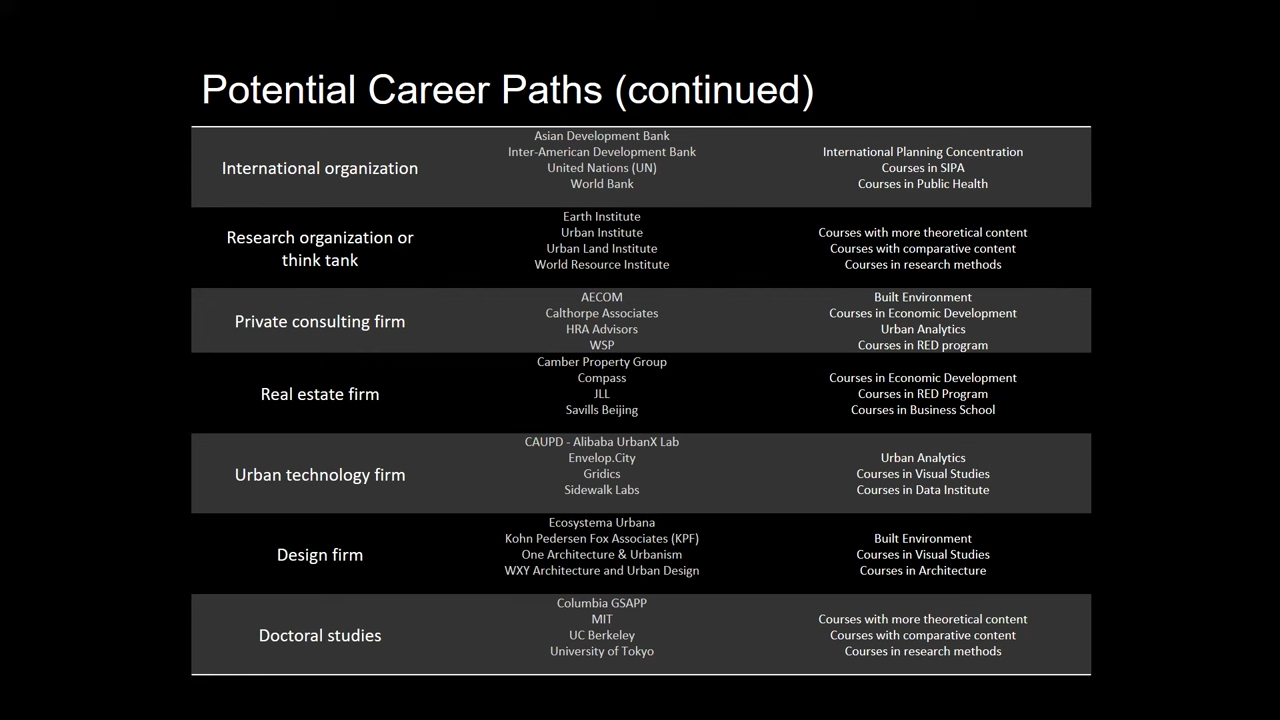 Potential Career Paths (continued)
International organization
Asian Development Bank
Inter-American Development Bank
United Nations (UN)
World Bank
International Planning Concentration
Courses in SIPA
Courses in Public Health
Research organization or
think tank
Earth Institute
Urban Institute
Urban Land Institute
World Resource Institute
Courses with more theoretical content
Courses with comparative content
Courses in research methods
Private consulting firm
AECOM
Calthorpe Associates
HRA Advisors
WSP
Built Environment
Courses in Economic Development
Urban Analytics
Courses in RED program
Real estate firm
Camber Property Group
Compass
JLL
Savills Beijing
Courses in Economic Development
Courses in RED Program
Courses in Business School
Urban technology firm
CAUPD - Alibaba UrbanX Lab
Envelop.City
Gridics
Sidewalk Labs
Urban Analytics
Courses in Visual Studies
Courses in Data Institute
Design firm
Ecosystema Urbana
Kohn Pedersen Fox Associates (KPF)
One Architecture & Urbanism
WXY Architecture and Urban Design
Built Environment
Courses in Visual Studies
Courses in Architecture
Doctoral studies
Columbia GSAPP
MIT
UC Berkeley
University of Tokyo
Courses with more theoretical content
Courses with comparative content
Courses in research methods